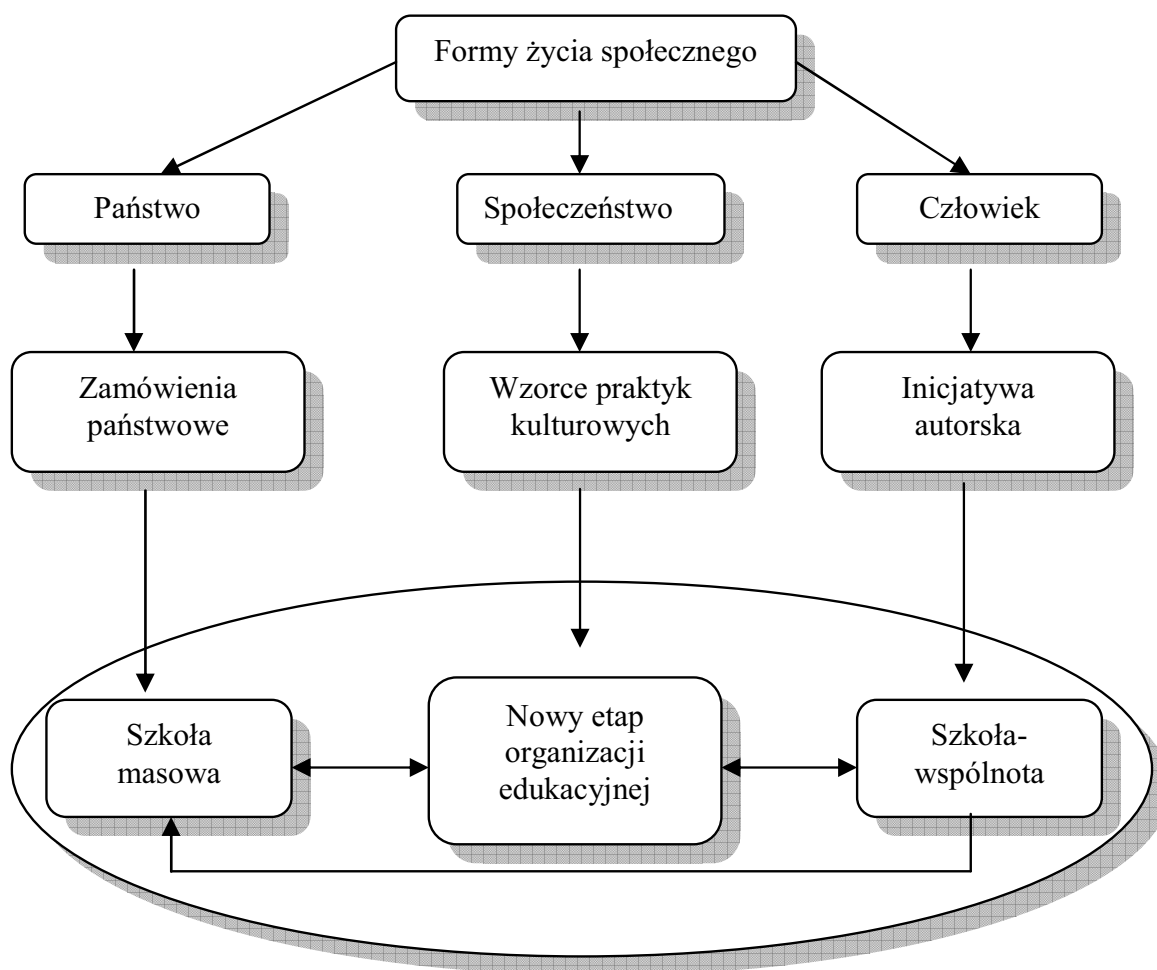 Formy życia społecznego
Państwo
Społeczeństwo
Człowiek
Zamówienia
państwowe
Wzorce praktyk
kulturowych
Inicjatywa
autorska
Szkoła
masowa
Nowy etap
organizacji
edukacyjnej
Szkoła-
wspólnota